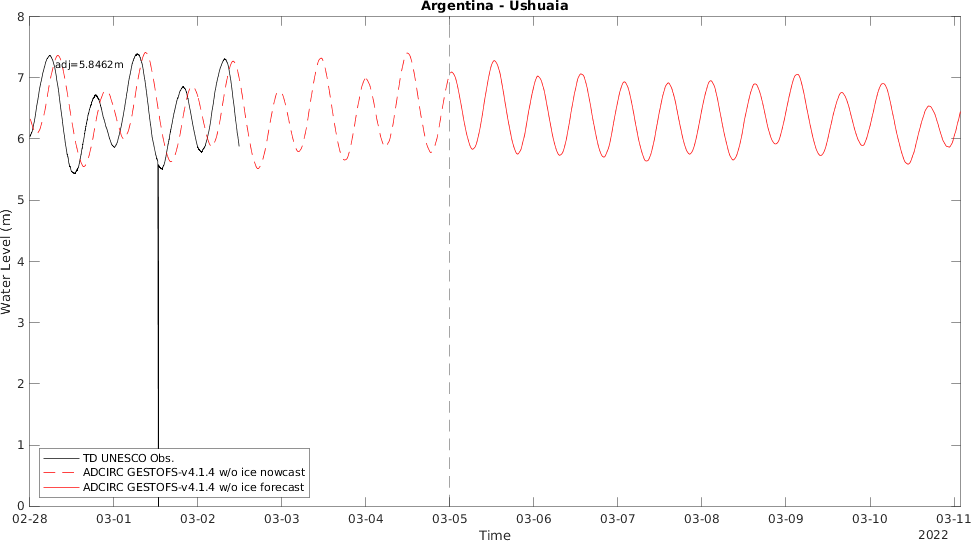 Argentina - Ushuaia
8
7
6
5
4
3
2
1
0
Water Level (m)
adj=5.8462m
TD UNESCO Obs.
ADCIRC GESTOFS-v4.1.4 w/o ice nowcast
ADCIRC GESTOFS-v4.1.4 w/o ice forecast
02-28 03-01 03-02 03-03 03-04 03-05 03-06 03-07 03-08 03-09 03-10 03-11
Time
2022